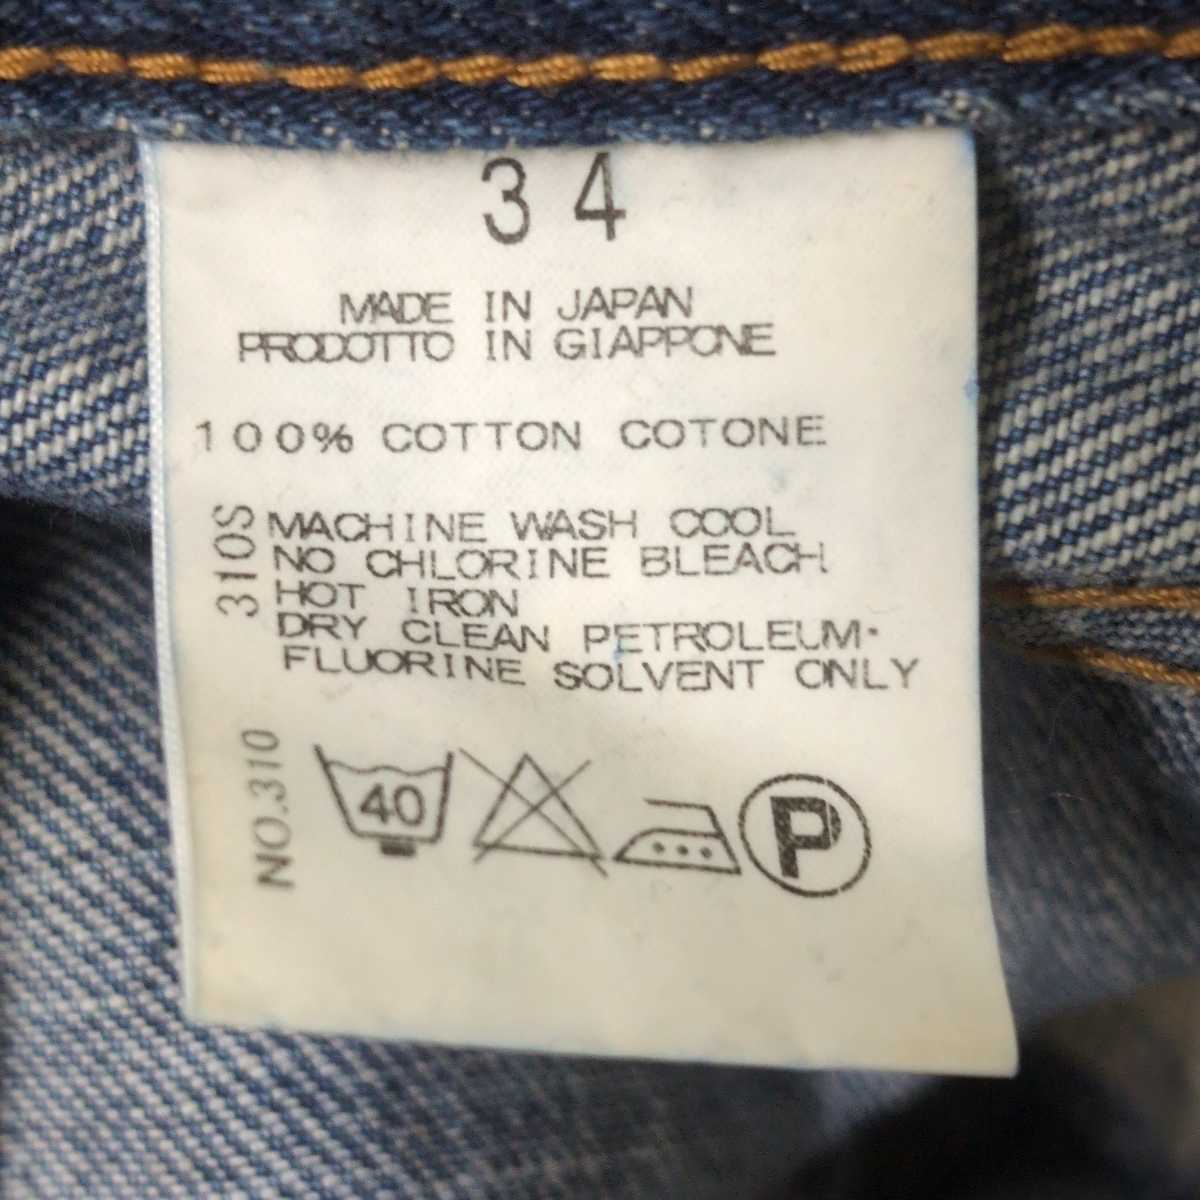 34
MADE IN JAPAN
PRODOTTO IN GIAPPONE
100% COTTON COTONE
310S
MACHINE WASH COOL
NO CHLORINE BLEACH
HOT IRON
DRY CLEAN PETROLEUM·
FLUORINE SOLVENT ONLY
NO.310
40
P